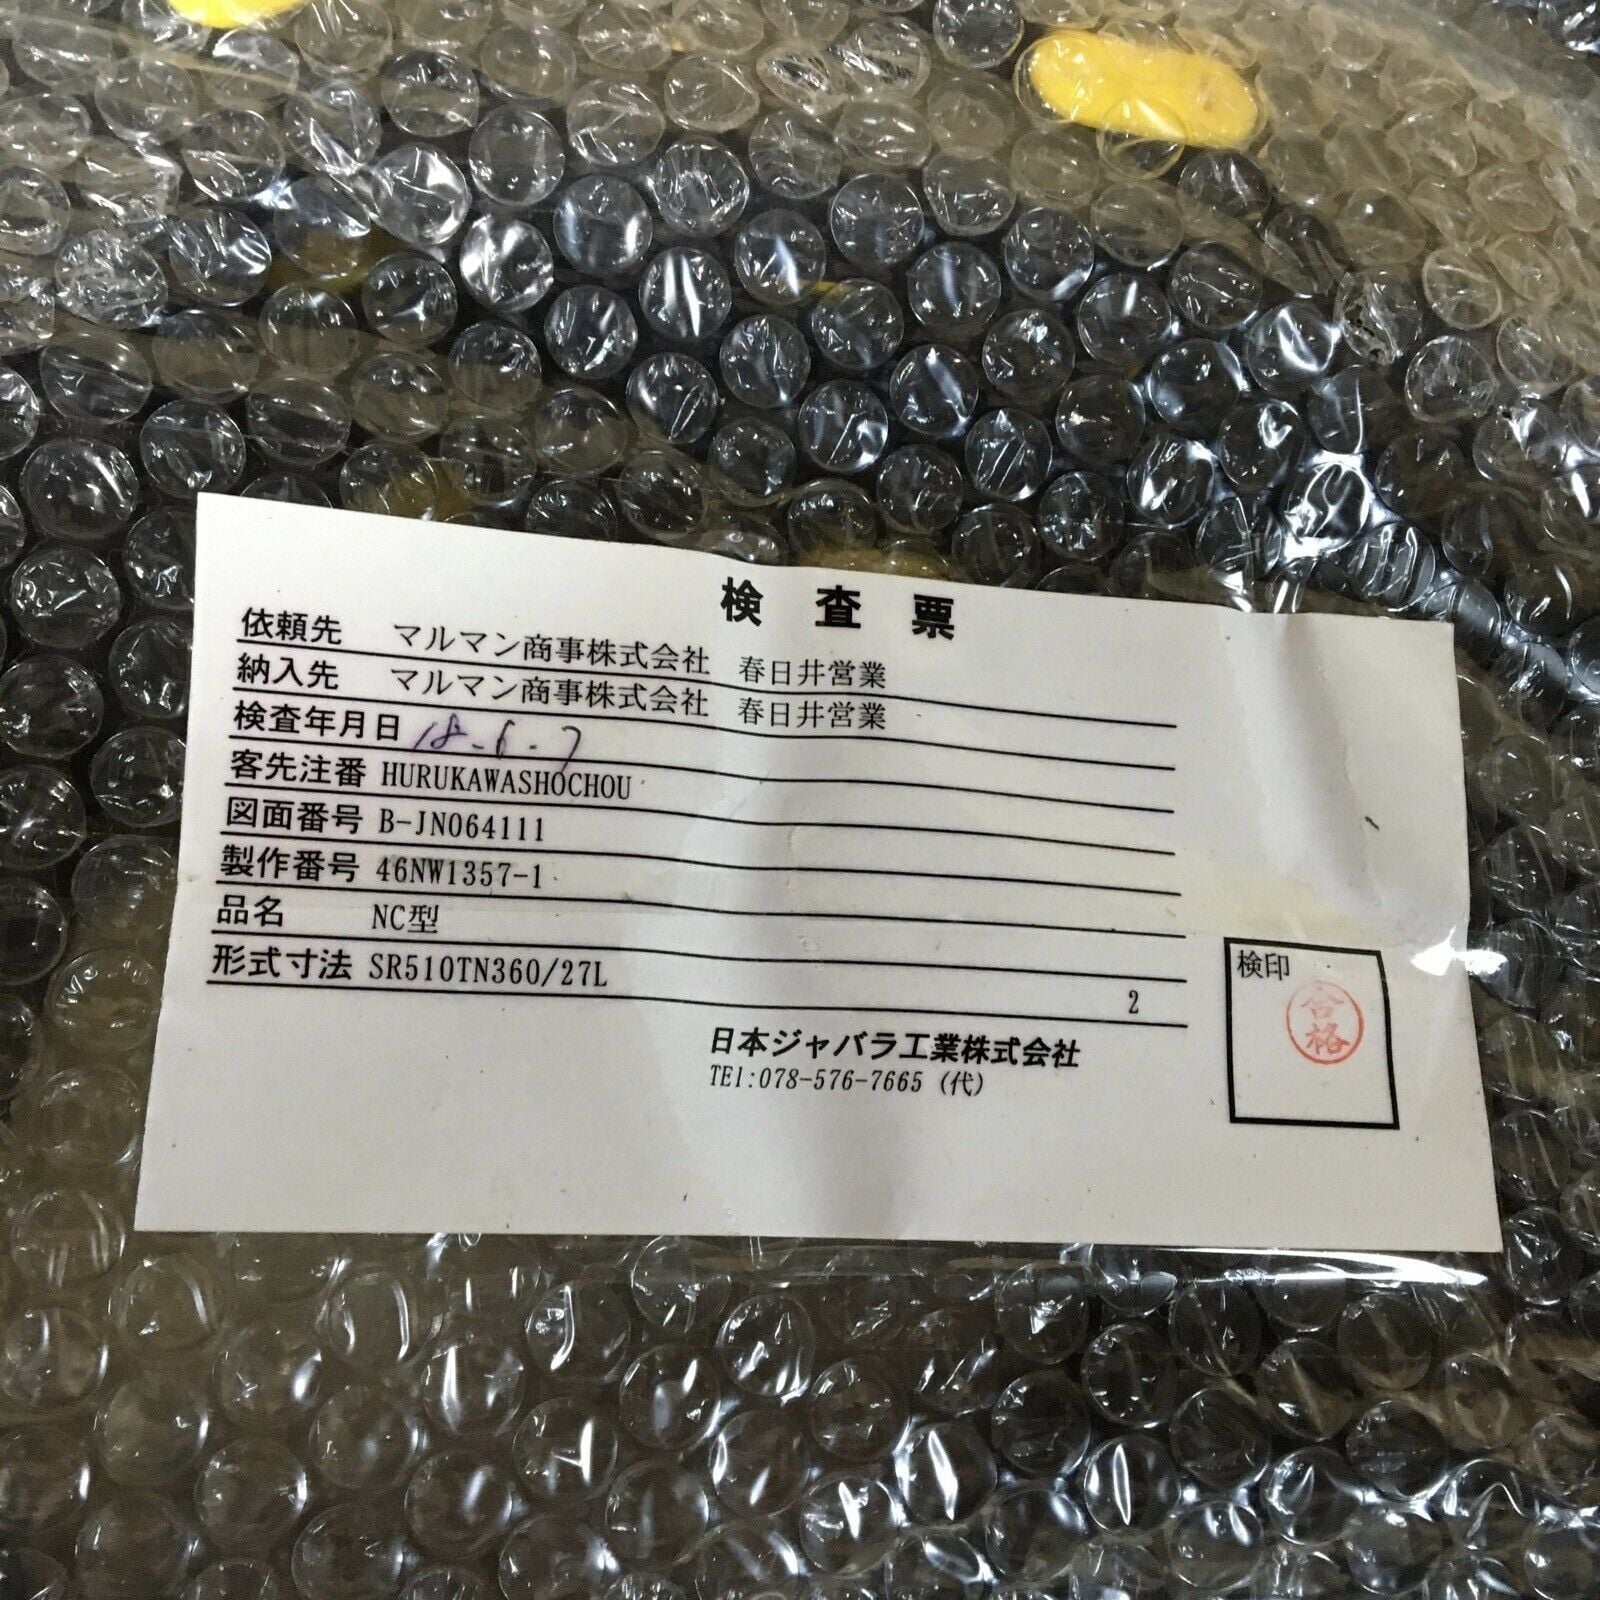 検 査 票
依頼先 マルマン商事株式会社 春日井営業
納入先 マルマン商事株式会社 春日井営業
検査年月日 18-6-7
客先注番 HURUKAWASHOCHOU
図面番号 B-JN064111
製作番号 46NW1357-1
品名 NC型
形式寸法 SR510TN360/27L
2
日本ジャバラ工業株式会社
TEl:078-576-7665 (代)
検印
合格